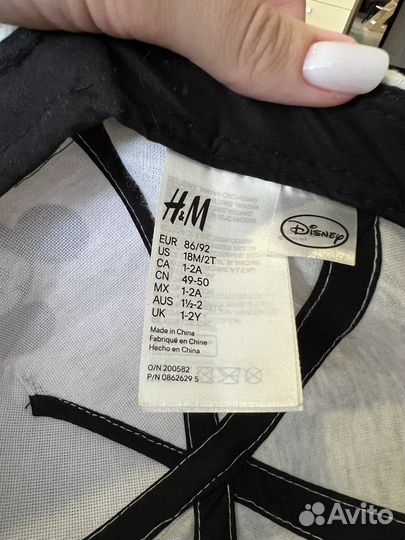 H&M
Disney
EUR 86/92
US 18M/2T
CA 1-2A
CN 49-50
MX 1-2A
AUS 1½-2
UK 1-2Y
Made in China
Fabriqué en Chine
Hecho en China
O/N 200582
P/N 0862629 5
Avito